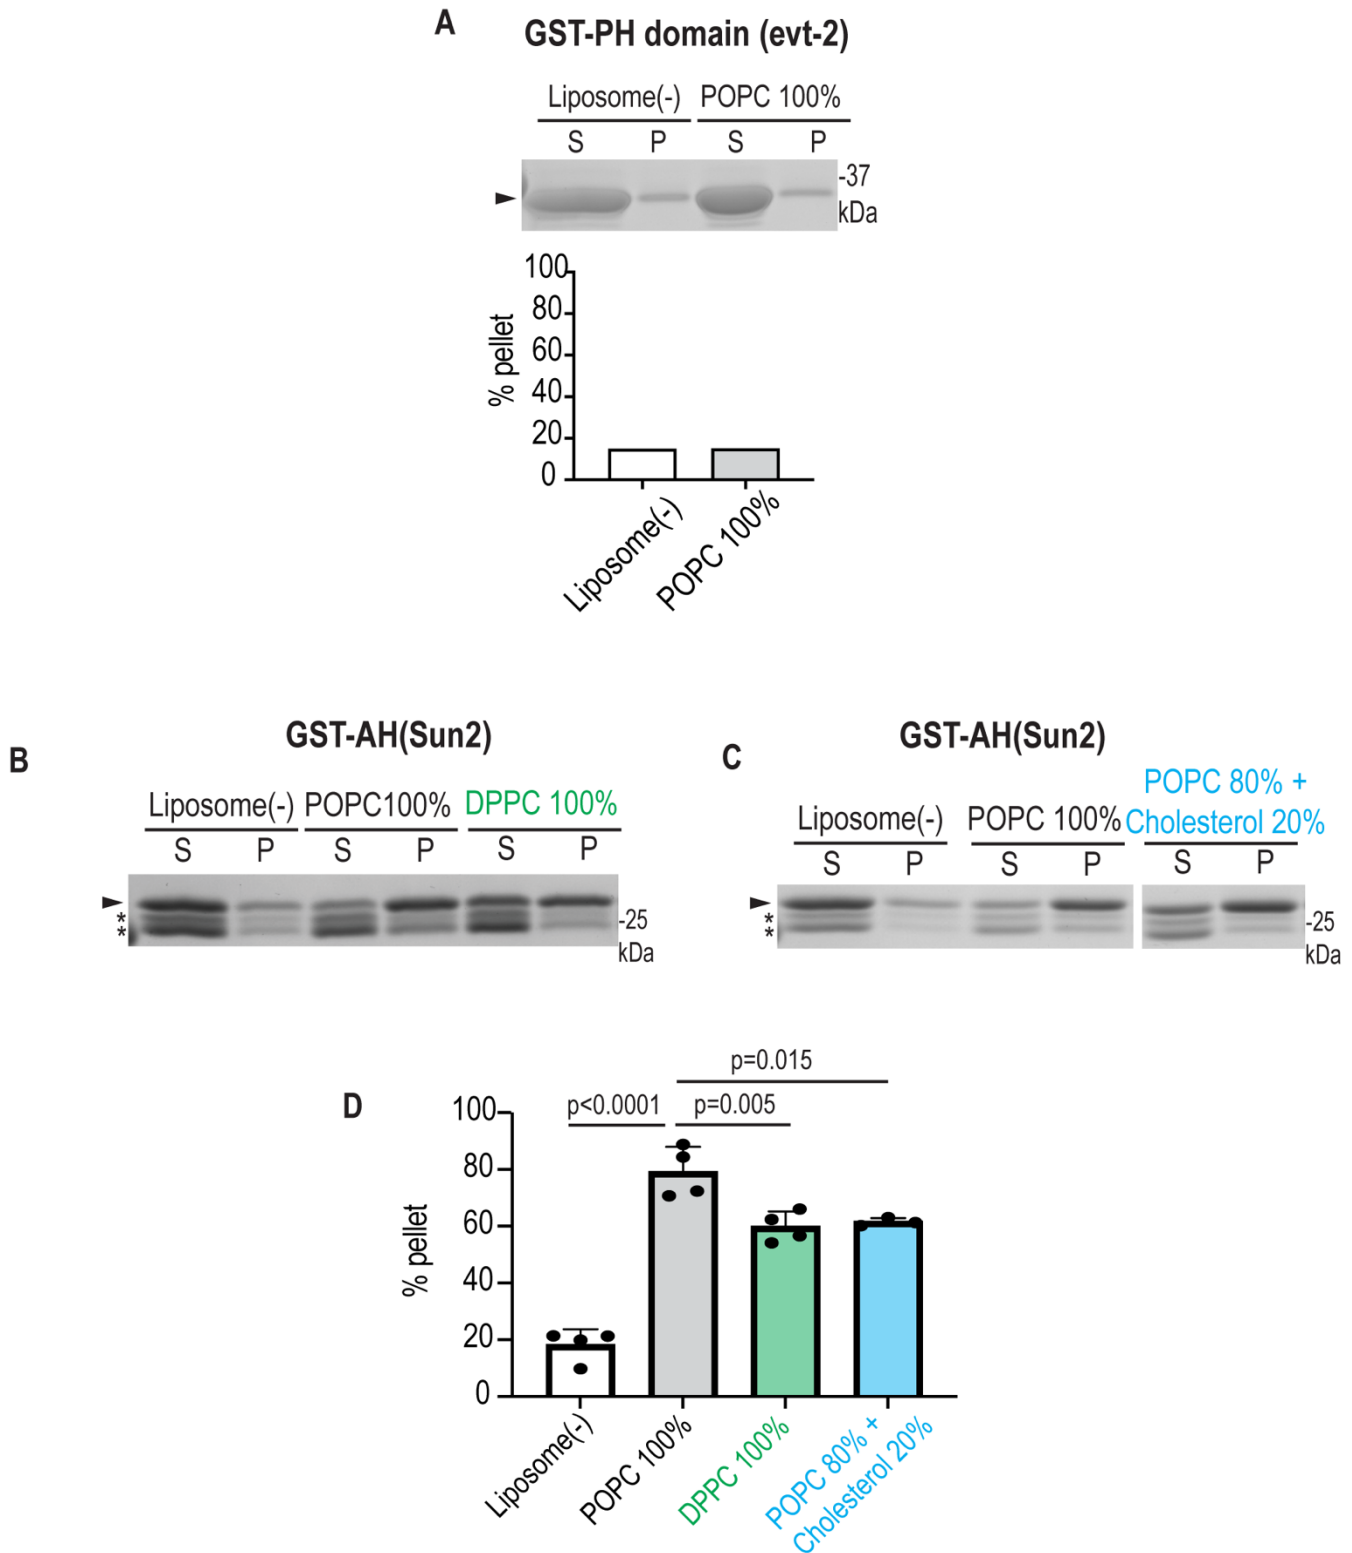 A
GST-PH domain (evt-2)
Liposome(-) POPC 100%
S P S P
-37
kDa
100
80
60
40
20
0
% pellet
Liposome(-)
POPC 100%
B
GST-AH(Sun2)
Liposome(-) POPC100% DPPC 100%
S P S P S P
*
*
-25
kDa
C
GST-AH(Sun2)
Liposome(-) POPC 100% POPC 80% +
Cholesterol 20%
S P S P S P
*
*
-25
kDa
D
p=0.015
p<0.0001 p=0.005
100
80
60
40
20
0
% pellet
Liposome(-)
POPC 100%
DPPC 100%
POPC 80% +
Cholesterol 20%